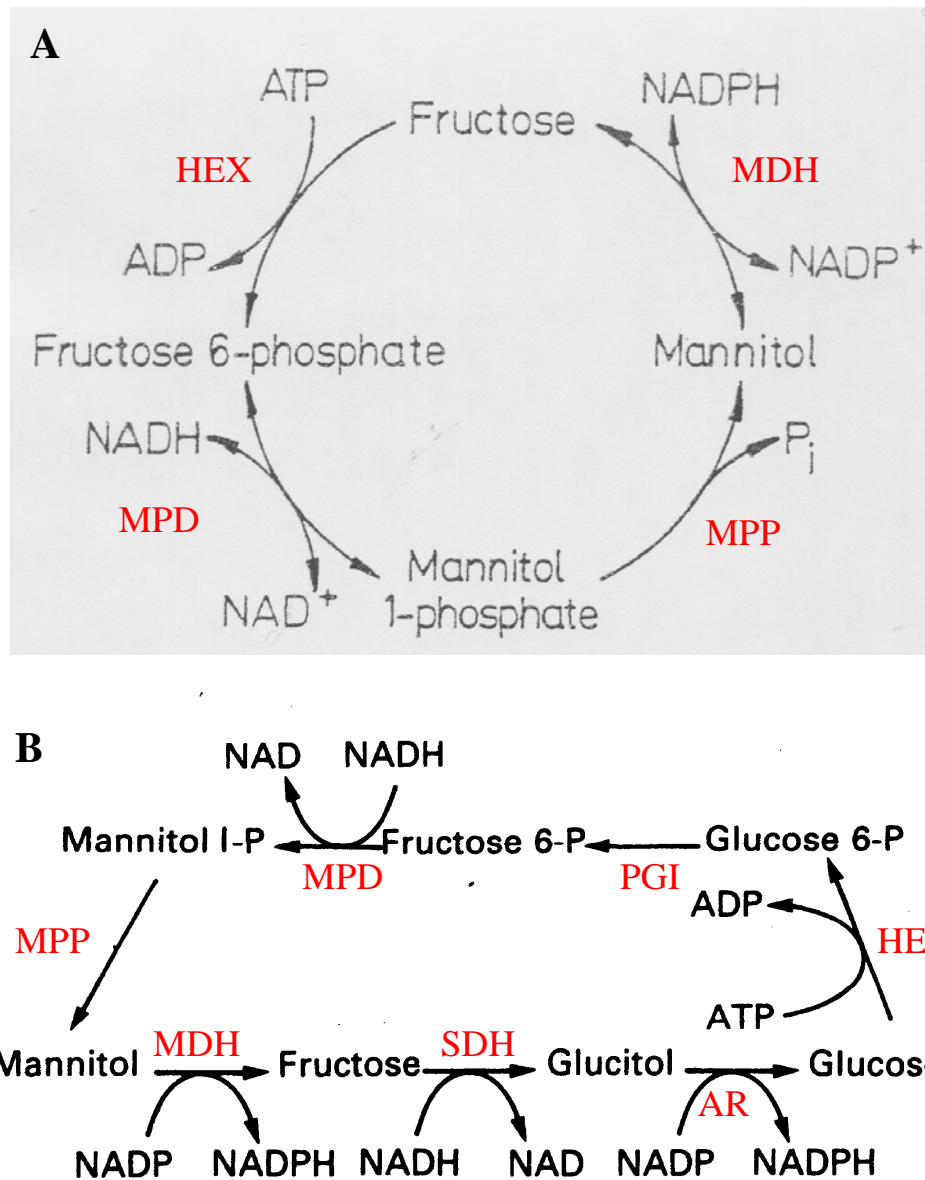 A
ATP
NADPH
Fructose
HEX
MDH
ADP
NADP+
Fructose 6-phosphate
Mannitol
NADH
Pi
MPD
MPP
Mannitol
1-phosphate
NAD+
B
NAD NADH
Mannitol I-P
Fructose 6-P
Glucose 6-P
MPD
PGI
ADP
MPP
HE
ATP
MDH
SDH
Mannitol
Fructose
Glucitol
Glucos
AR
NADP NADPH NADH NAD NADP NADPH